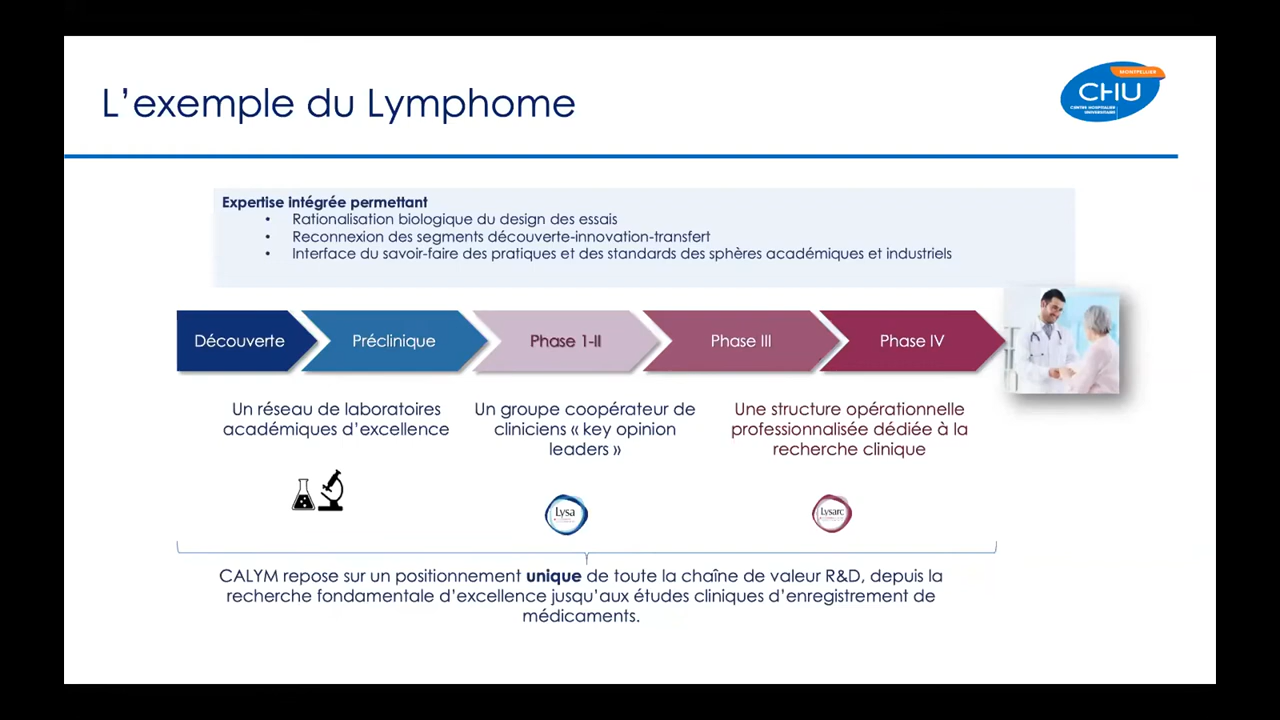 L'exemple du Lymphome
MONTPELLIER
CHU
CENTRE HOSPITALIER
UNIVERSITAIRE
Expertise intégrée permettant
• Rationalisation biologique du design des essais
• Reconnexion des segments découverte-innovation-transfert
• Interface du savoir-faire des pratiques et des standards des sphères académiques et industriels
Découverte
Préclinique
Phase 1-II
Phase III
Phase IV
Un réseau de laboratoires
académiques d'excellence
Un groupe coopérateur de
cliniciens « key opinion
leaders »
Une structure opérationnelle
professionnalisée dédiée à la
recherche clinique
Lysa
Lysarc
CALYM repose sur un positionnement unique de toute la chaîne de valeur R&D, depuis la
recherche fondamentale d'excellence jusqu'aux études cliniques d'enregistrement de
médicaments.